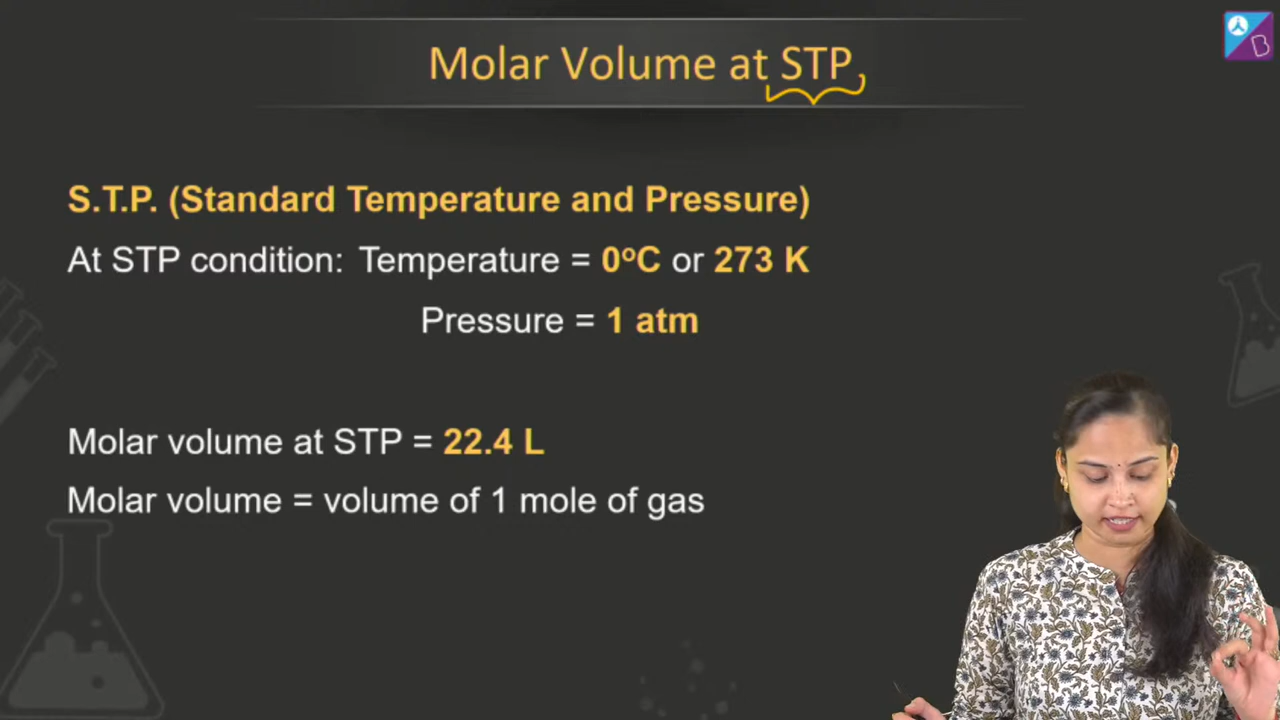 Molar Volume at STP
S.T.P. (Standard Temperature and Pressure)
At STP condition: Temperature = 0°C or 273 K
Pressure = 1 atm
Molar volume at STP = 22.4 L
Molar volume = volume of 1 mole of gas
B